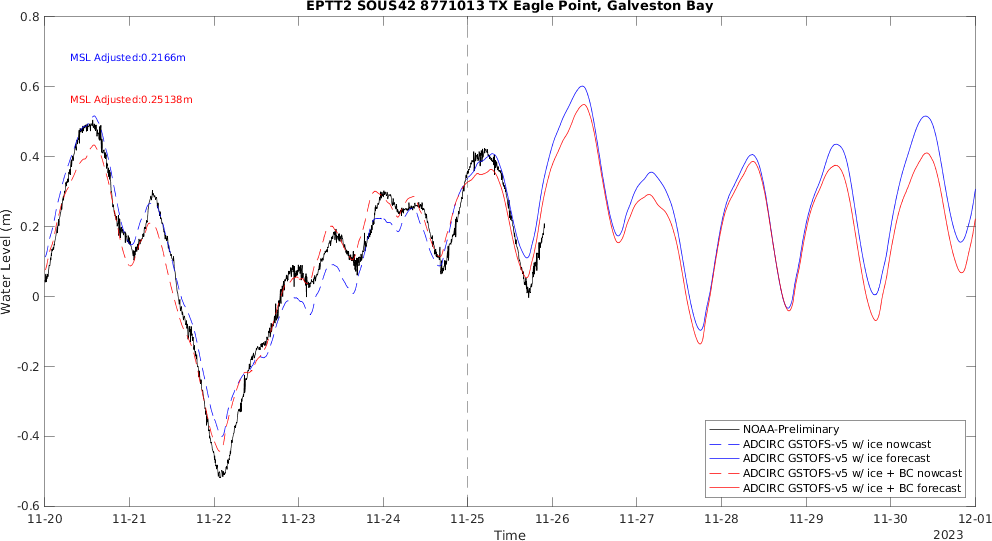 EPTT2 SOUS42 8771013 TX Eagle Point, Galveston Bay
0.8
MSL Adjusted:0.2166m
0.6
MSL Adjusted:0.25138m
0.4
0.2
0
-0.2
-0.4
-0.6
Water Level (m)
NOAA-Preliminary
ADCIRC GSTOFS-v5 w/ ice nowcast
ADCIRC GSTOFS-v5 w/ ice forecast
ADCIRC GSTOFS-v5 w/ ice + BC nowcast
ADCIRC GSTOFS-v5 w/ ice + BC forecast
11-20 11-21 11-22 11-23 11-24 11-25 11-26 11-27 11-28 11-29 11-30 12-01
Time
2023